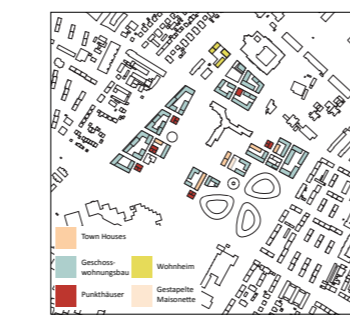 Town Houses
Geschoss-
wohnungsbau
Wohnheim
Punkthäuser
Gestapelte
Maisonette